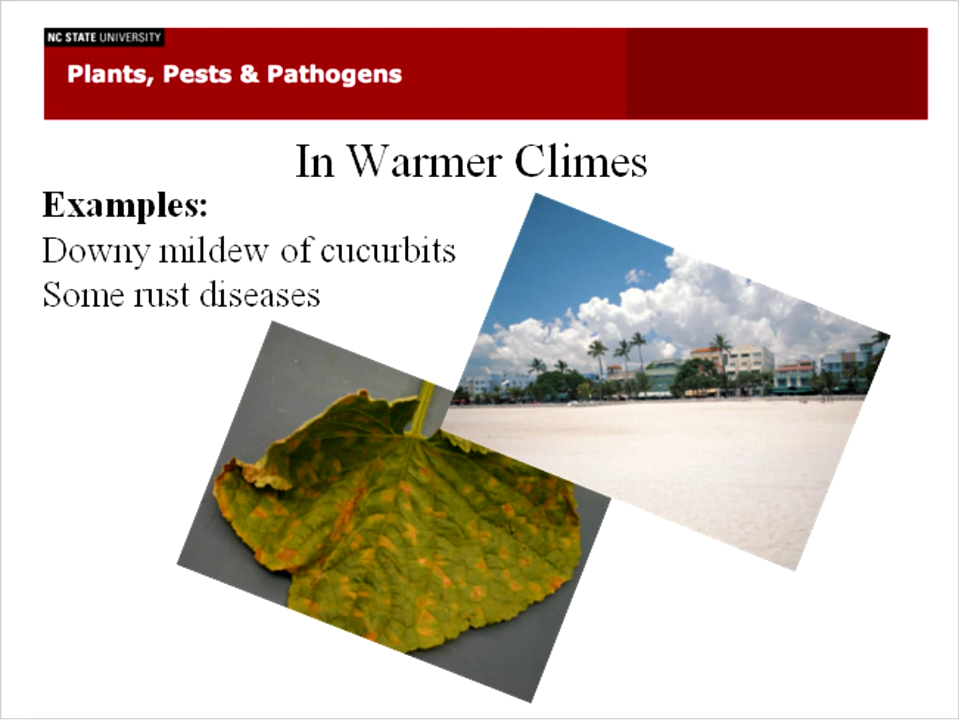 NC STATE UNIVERSITY
Plants, Pests & Pathogens
In Warmer Climes
Examples:
Downy mildew of cucurbits
Some rust diseases